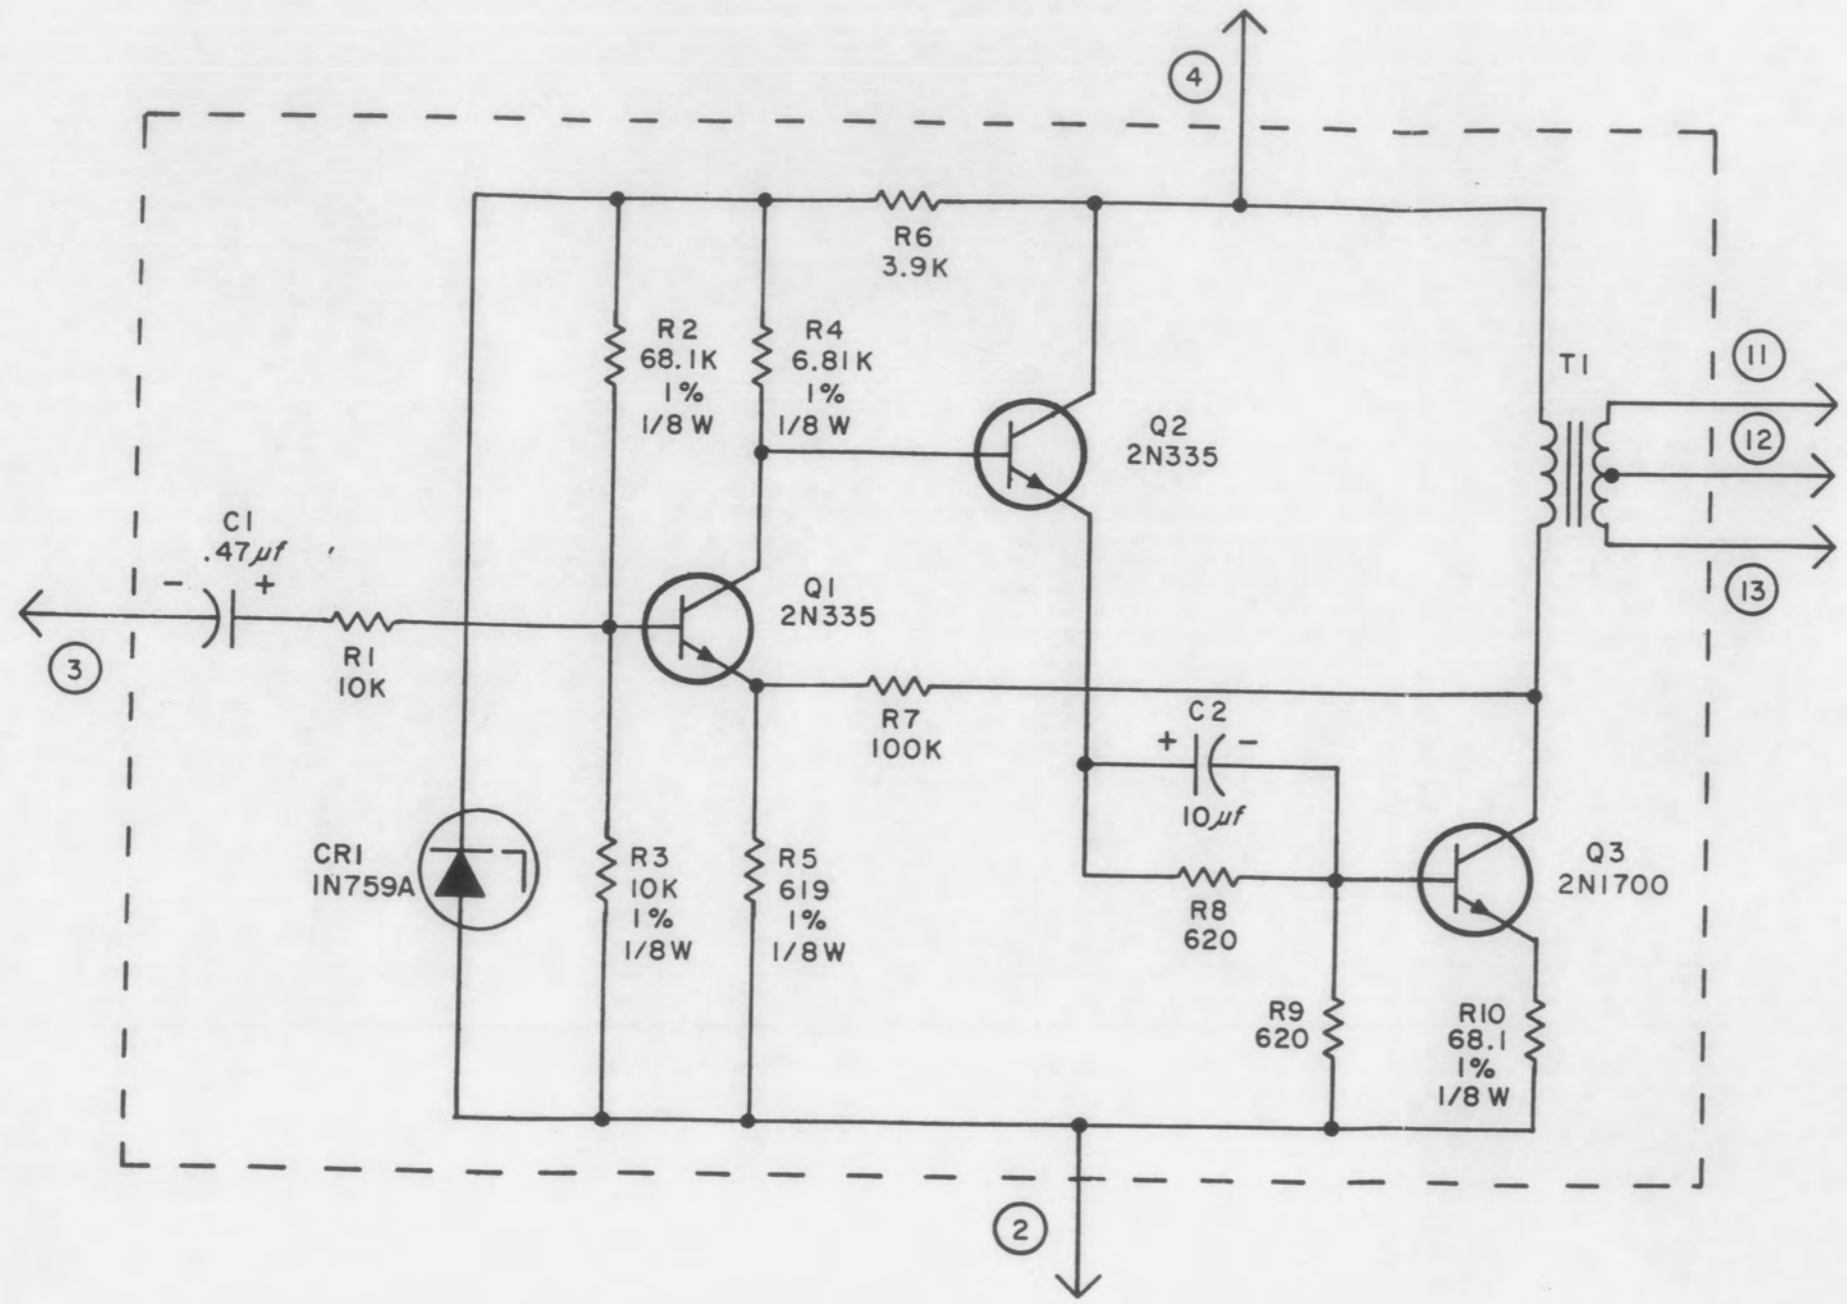 4
R6
3.9K
R2
68.1K
1%
1/8 W
R4
6.81K
1%
1/8 W
T1
11
12
13
Q2
2N335
C1
.47µf
- +
Q1
2N335
3
R1
10K
R7
100K
C2
+ -
10µf
CR1
1N759A
R3
10K
1%
1/8 W
R5
619
1%
1/8 W
Q3
2N1700
R8
620
R9
620
R10
68.1
1%
1/8 W
2